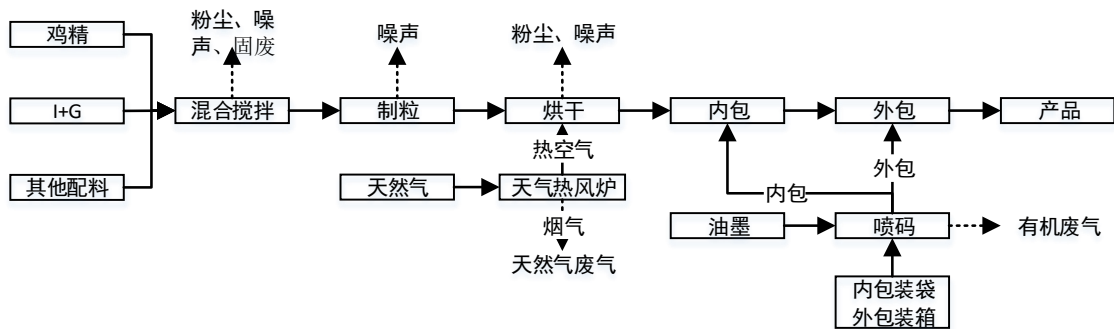 粉尘、噪
声、固废
噪声
粉尘、噪声
鸡精
I+G
其他配料
混合搅拌
制粒
烘干
内包
外包
产品
热空气
天然气
天气热风炉
烟气
天然气废气
外包
内包
油墨
喷码
有机废气
内包装袋
外包装箱